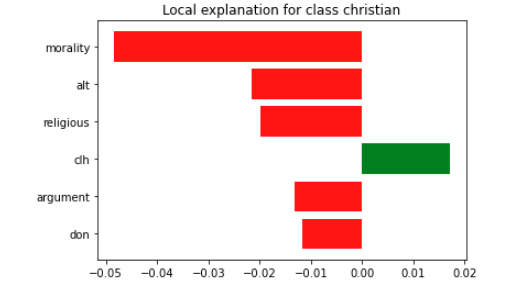 Local explanation for class christian
morality
alt
religious
clh
argument
don
−0.05 −0.04 −0.03 −0.02 −0.01 0.00 0.01 0.02